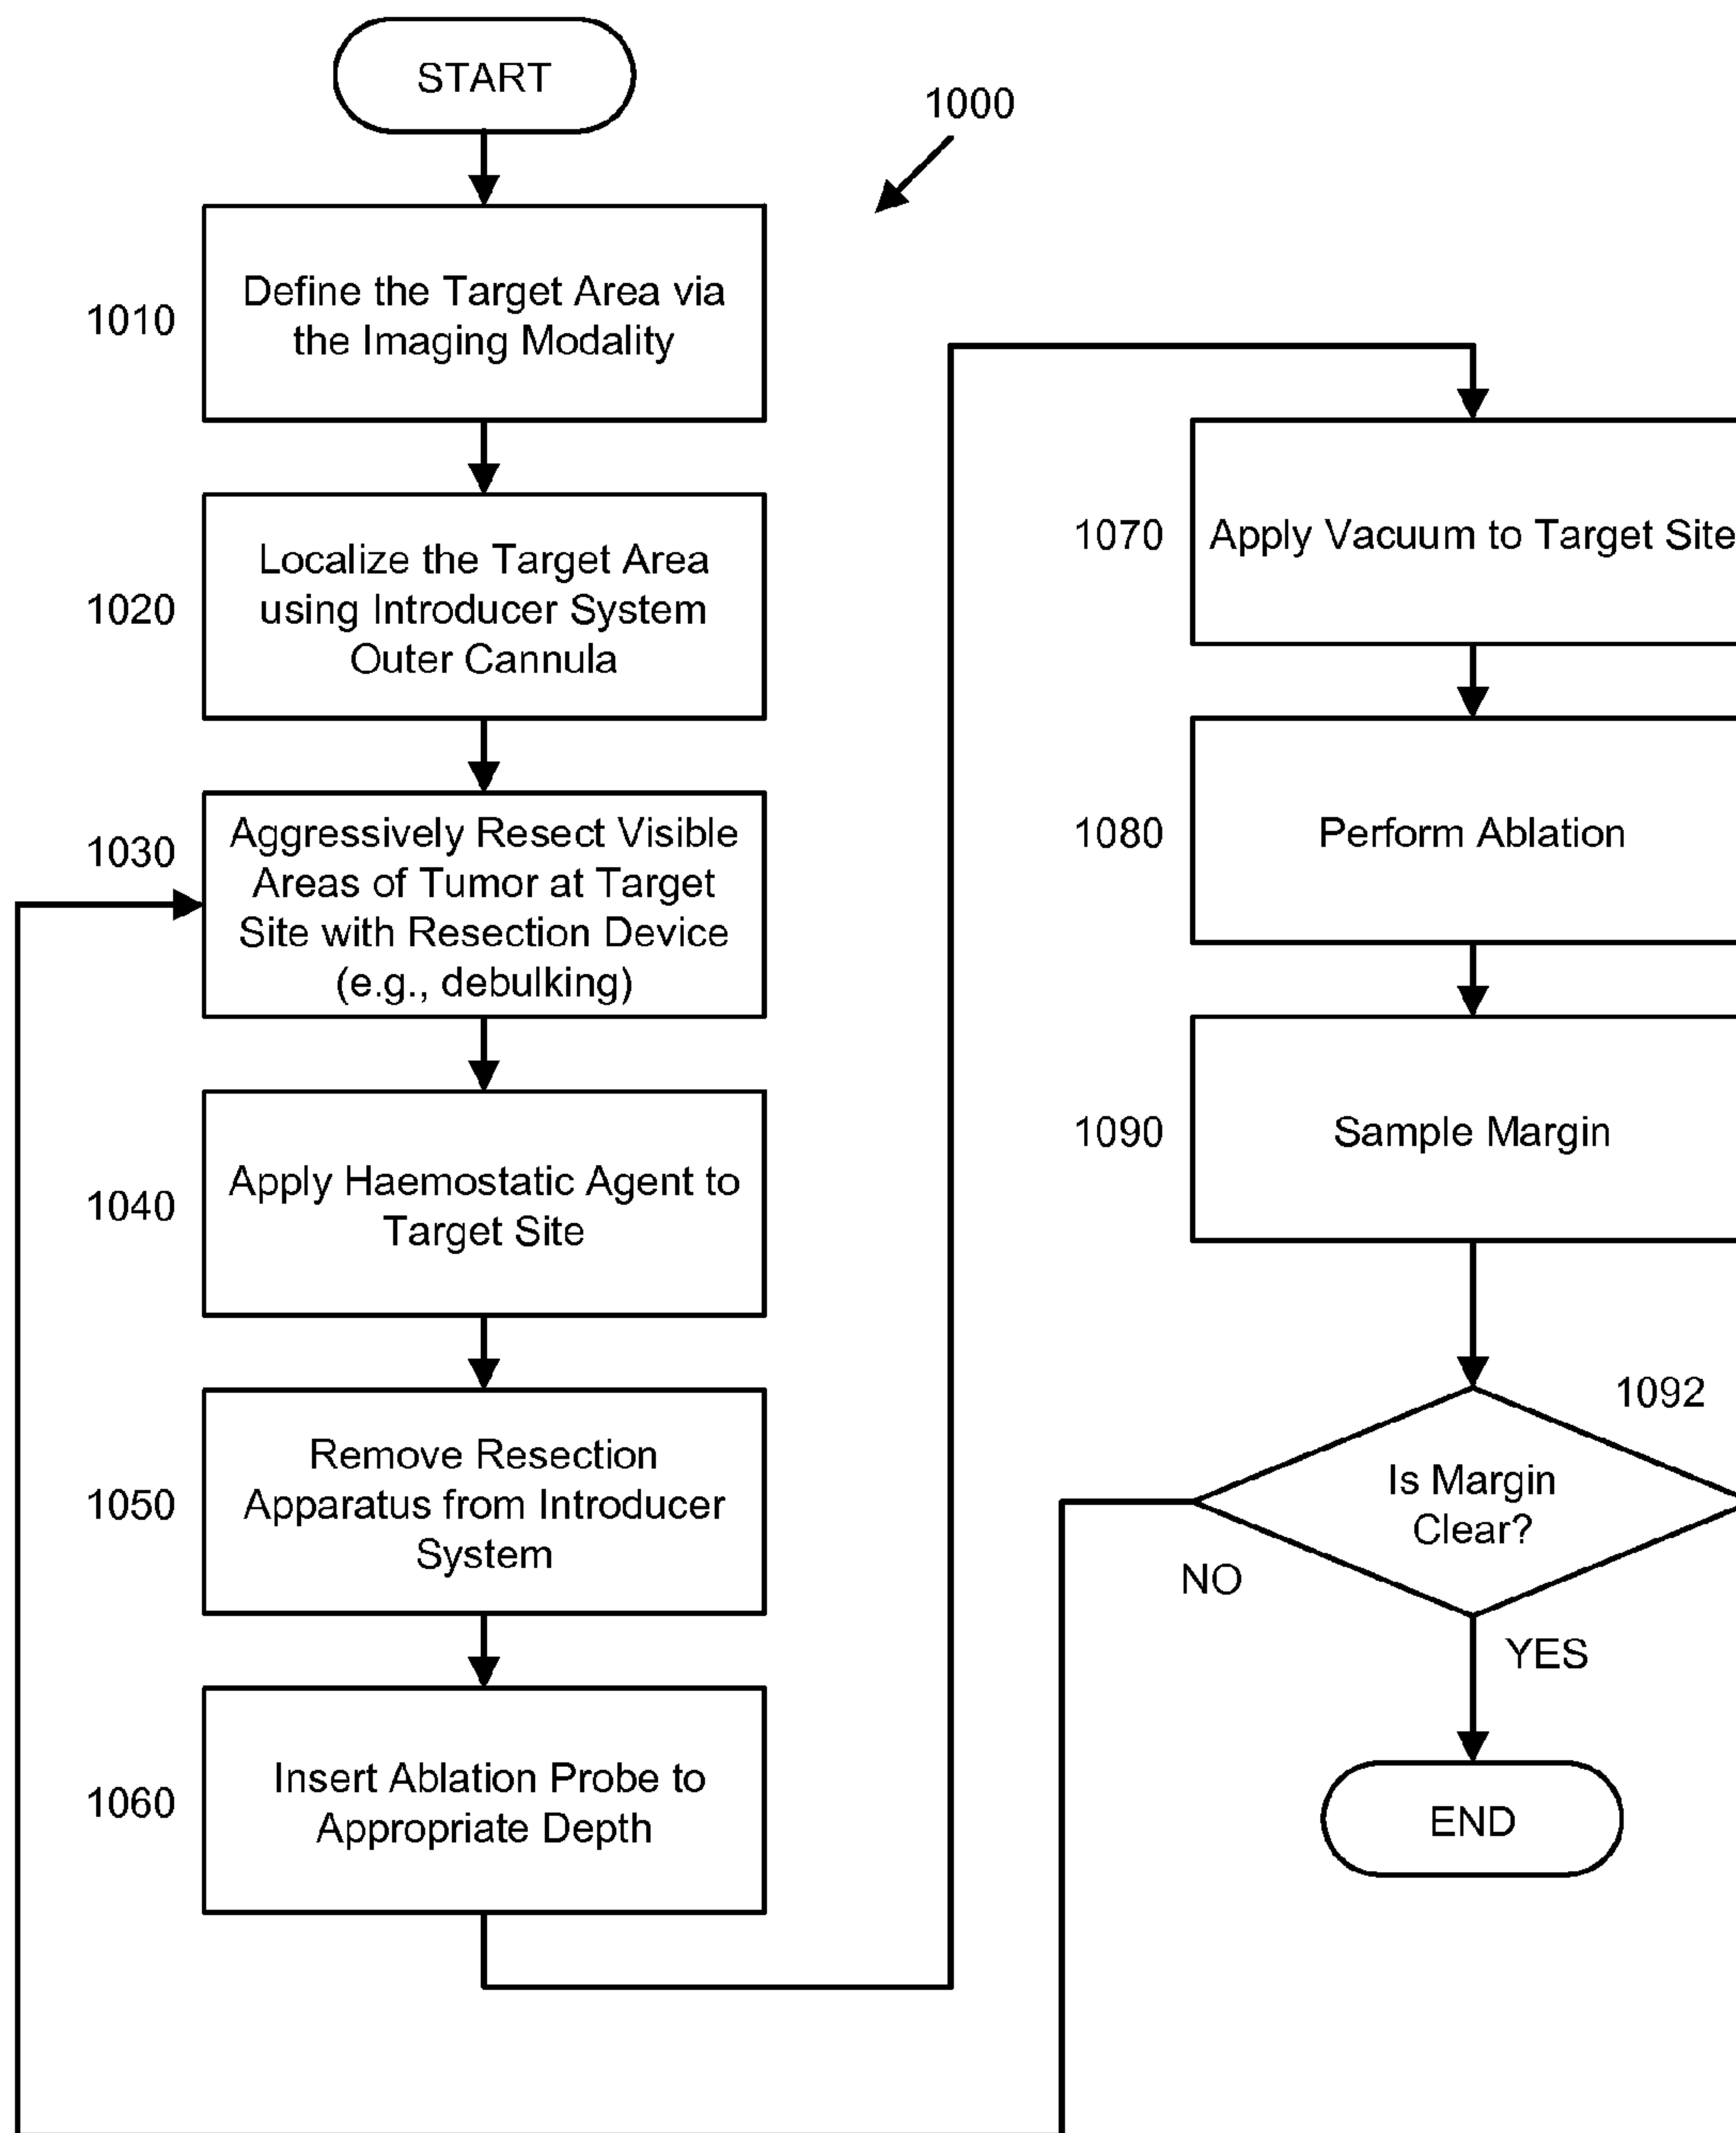 START
1000
1010
Define the Target Area via
the Imaging Modality
1020
Localize the Target Area
using Introducer System
Outer Cannula
1030
Aggressively Resect Visible
Areas of Tumor at Target
Site with Resection Device
(e.g., debulking)
1040
Apply Haemostatic Agent to
Target Site
1050
Remove Resection
Apparatus from Introducer
System
1060
Insert Ablation Probe to
Appropriate Depth
1070
Apply Vacuum to Target Site
1080
Perform Ablation
1090
Sample Margin
1092
Is Margin
Clear?
NO
YES
END